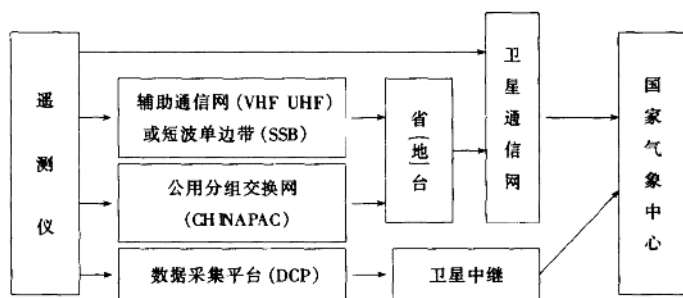 遥测仪
辅助通信网(VHF UHF)
或短波单边带(SSB)
公用分组交换网
(CHINAPAC)
数据采集平台(DCP)
省(地)台
卫星中继
卫星通信网
国家气象中心